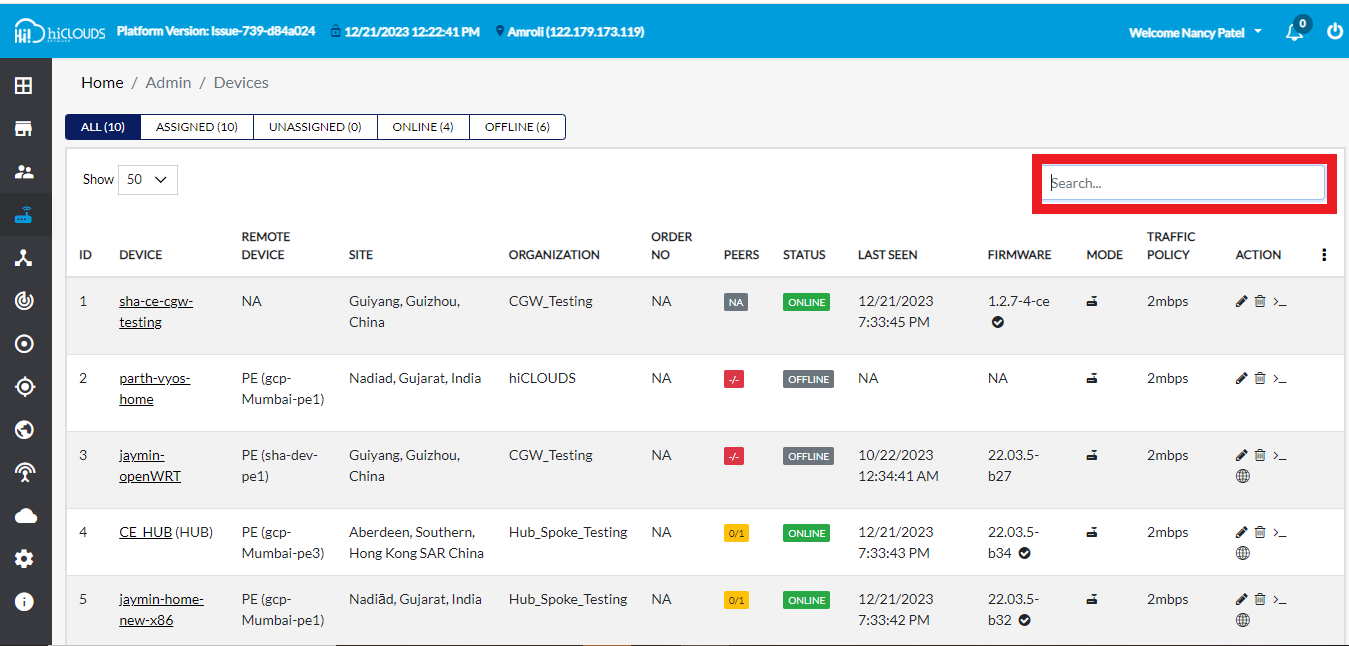 Hi! hiCLOUDS NETWORK Platform Version: Issue-739-d84a024 12/21/2023 12:22:41 PM Amroli (122.179.173.119) Welcome Nancy Patel 0
Home / Admin / Devices
ALL (10) ASSIGNED (10) UNASSIGNED (0) ONLINE (4) OFFLINE (6)
Show 50 Search...
ID DEVICE REMOTE DEVICE SITE ORGANIZATION ORDER NO PEERS STATUS LAST SEEN FIRMWARE MODE TRAFFIC POLICY ACTION
1 sha-ce-cgw- NA Guiyang, Guizhou, CGW_Testing NA NA ONLINE 12/21/2023 1.2.7-4-ce 2mbps
testing China 7:33:45 PM
2 parth-vyos- PE (gcp- Nadiad, Gujarat, India hiCLOUDS NA -/- OFFLINE NA NA 2mbps
home Mumbai-pe1)
3 jaymin- PE (sha-dev- Guiyang, Guizhou, CGW_Testing NA -/- OFFLINE 10/22/2023 22.03.5- 2mbps
openWRT pe1) China 12:34:41 AM b27
4 CE_HUB (HUB) PE (gcp- Aberdeen, Southern, Hub_Spoke_Testing NA 0/1 ONLINE 12/21/2023 22.03.5- 2mbps
Mumbai-pe3) Hong Kong SAR China 7:33:43 PM b34
5 jaymin-home- PE (gcp- Nadiād, Gujarat, India Hub_Spoke_Testing NA 0/1 ONLINE 12/21/2023 22.03.5- 2mbps
new-x86 Mumbai-pe1) 7:33:42 PM b32